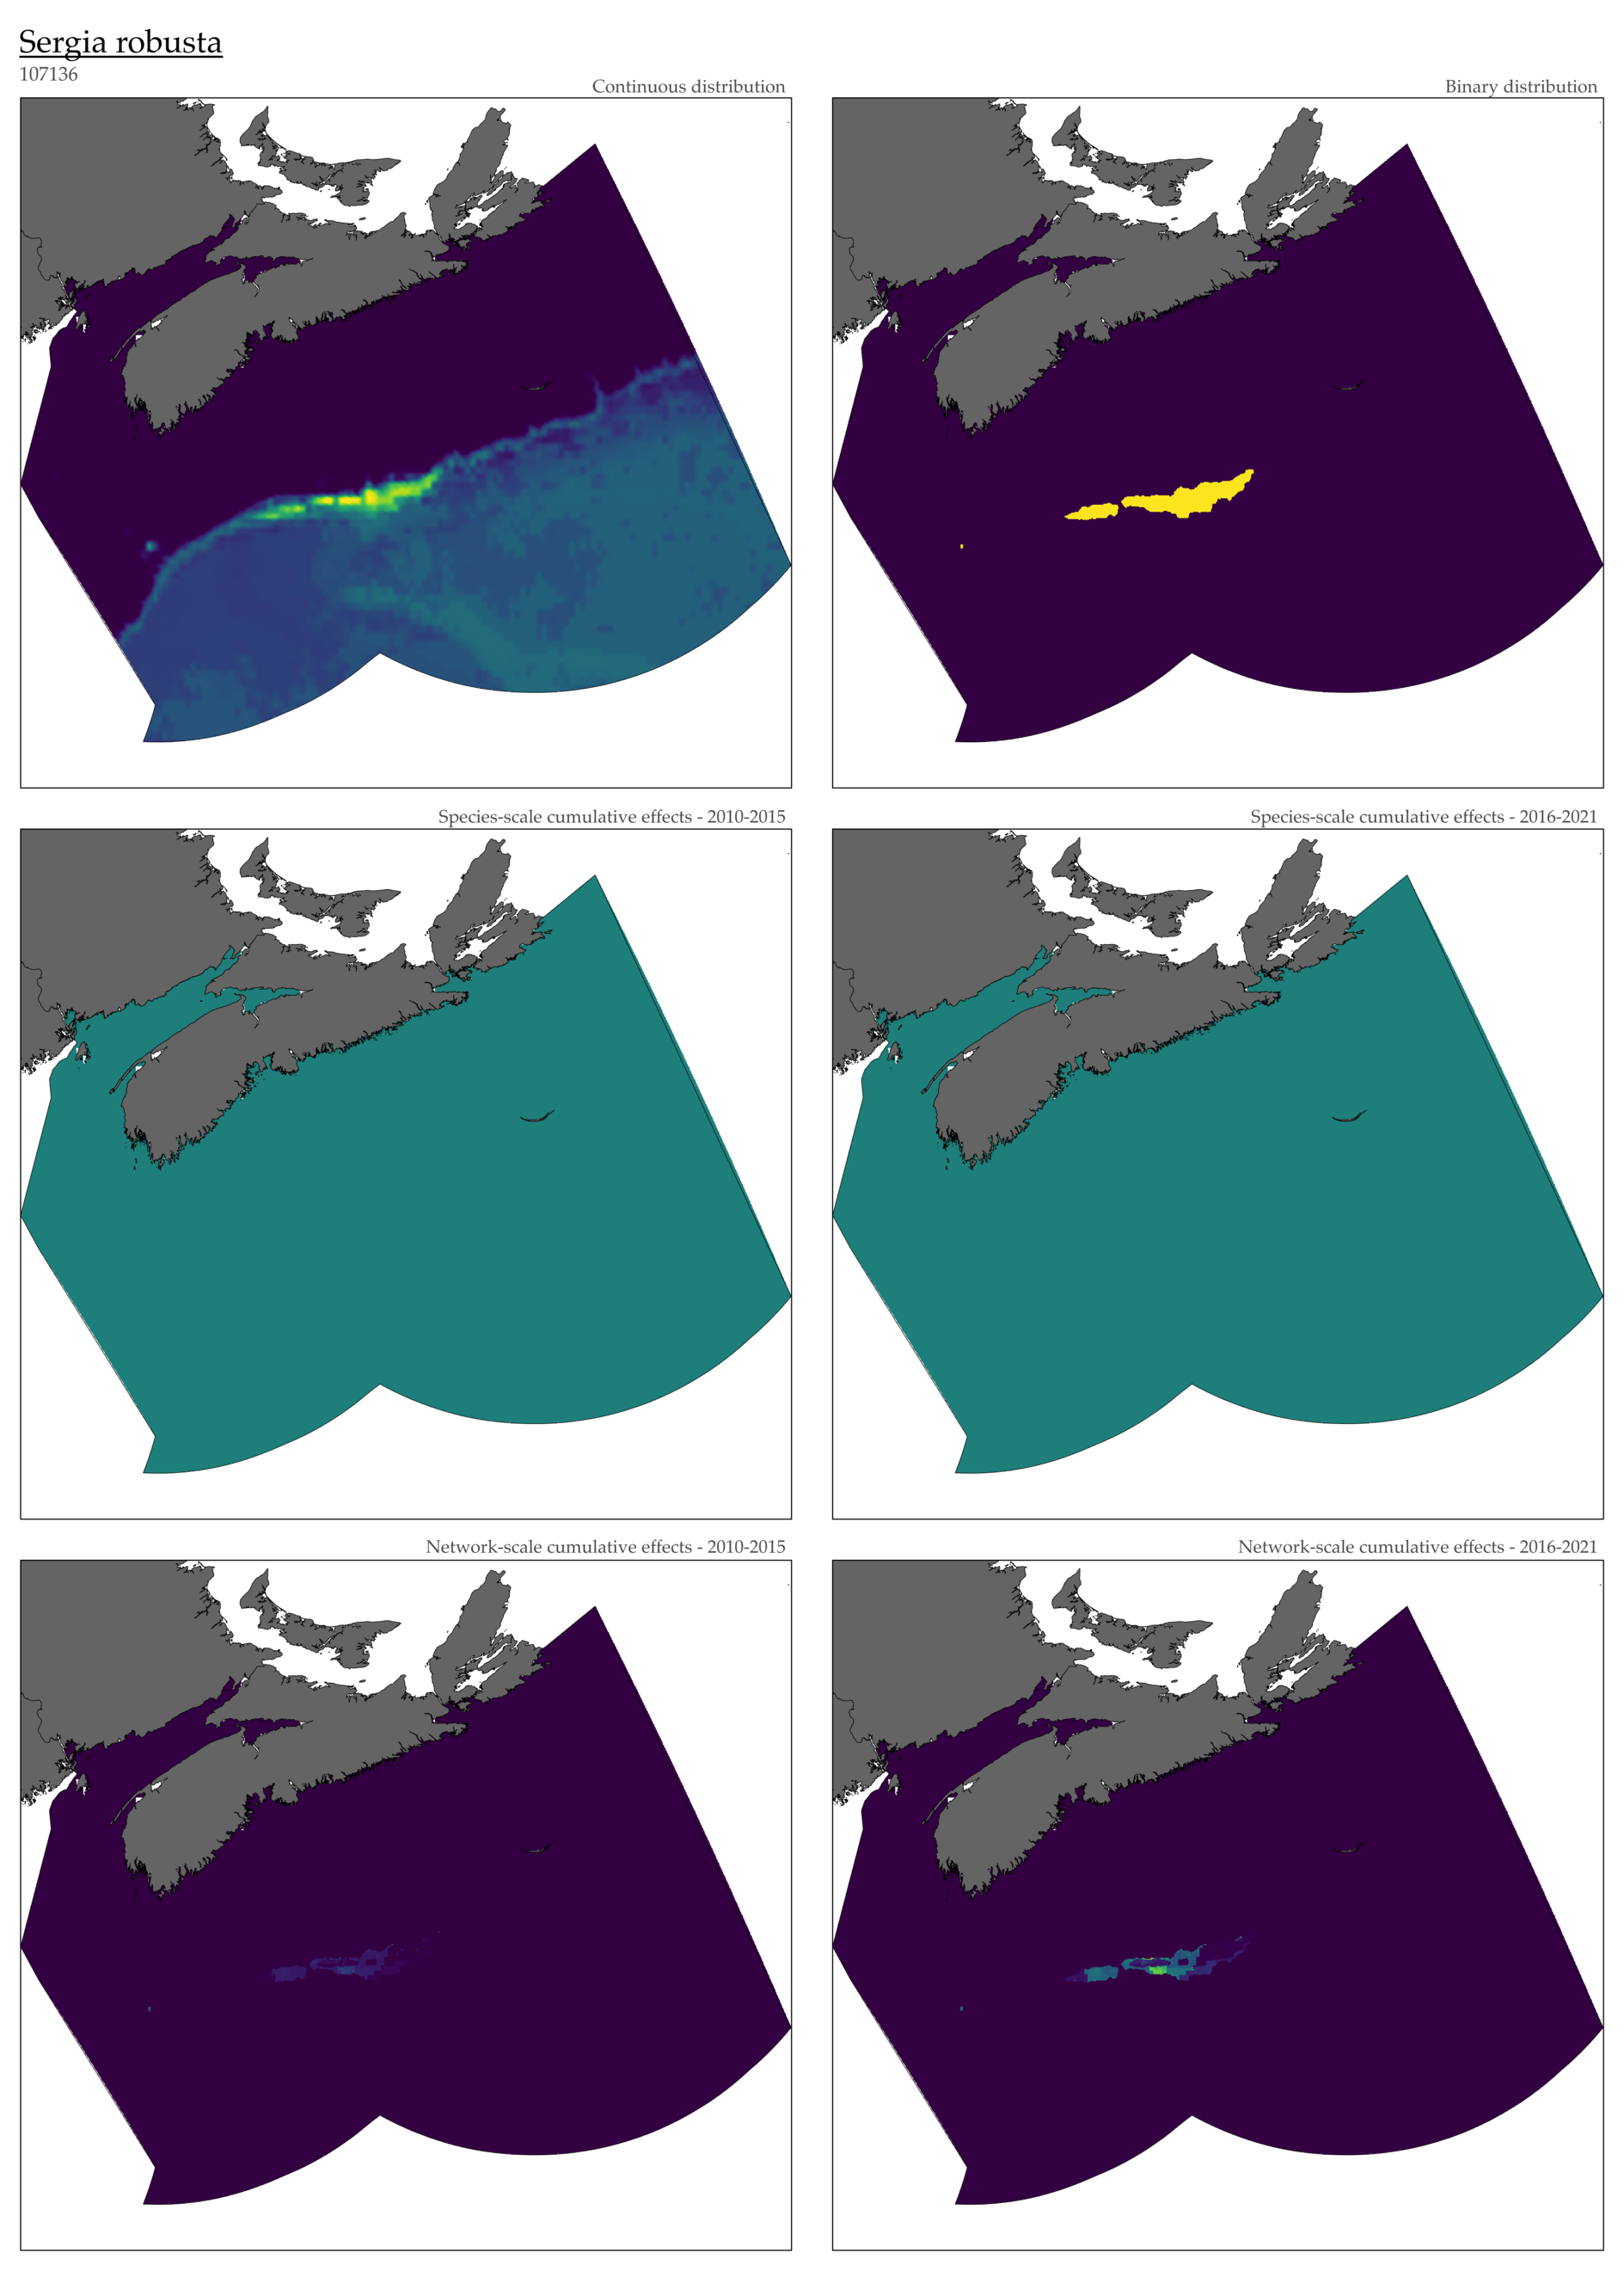 Sergia robusta
107136
Continuous distribution
Binary distribution
Species-scale cumulative effects - 2010-2015
Species-scale cumulative effects - 2016-2021
Network-scale cumulative effects - 2010-2015
Network-scale cumulative effects - 2016-2021